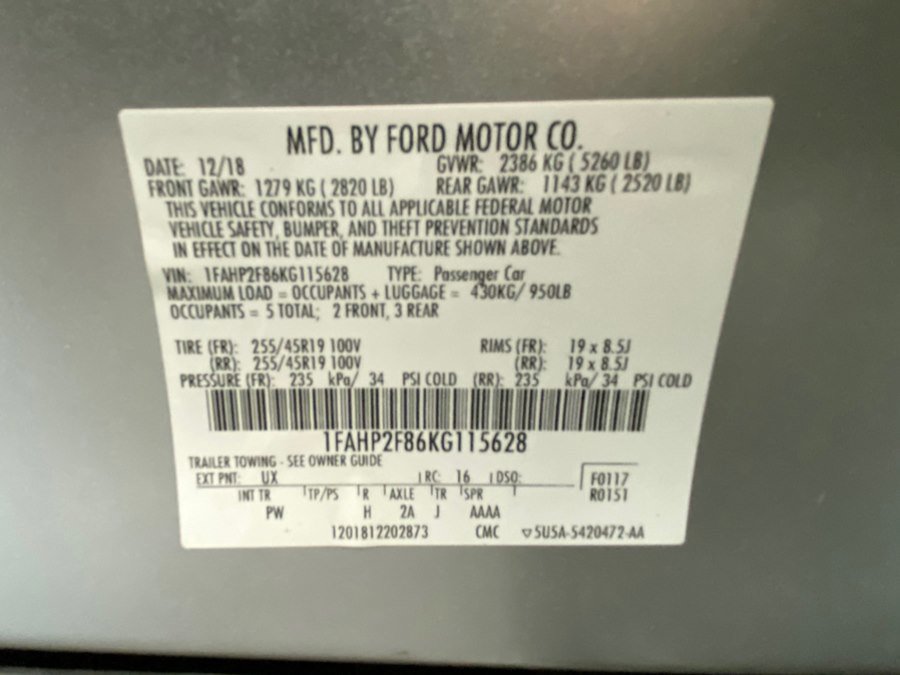 MFD. BY FORD MOTOR CO.
DATE: 12/18 GVWR: 2386 KG ( 5260 LB)
FRONT GAWR: 1279 KG ( 2820 LB) REAR GAWR: 1143 KG ( 2520 LB)
THIS VEHICLE CONFORMS TO ALL APPLICABLE FEDERAL MOTOR
VEHICLE SAFETY, BUMPER, AND THEFT PREVENTION STANDARDS
IN EFFECT ON THE DATE OF MANUFACTURE SHOWN ABOVE.
VIN: 1FAHP2F86KG115628 TYPE: Passenger Car
MAXIMUM LOAD = OCCUPANTS + LUGGAGE = 430KG/ 950LB
OCCUPANTS = 5 TOTAL; 2 FRONT, 3 REAR
TIRE (FR): 255/45R19 100V RIMS (FR): 19 x 8.5J
(RR): 255/45R19 100V (RR): 19 x 8.5J
PRESSURE (FR): 235 kPa/ 34 PSI COLD (RR): 235 kPa/ 34 PSI COLD
1FAHP2F86KG115628
TRAILER TOWING - SEE OWNER GUIDE
EXT PNT: UX RC: 16 DSO: F0117
INT TR TP/PS R AXLE TR SPR R0151
PW H 2A J AAAA
1201812202873 CMC ▽5U5A-5420472-AA